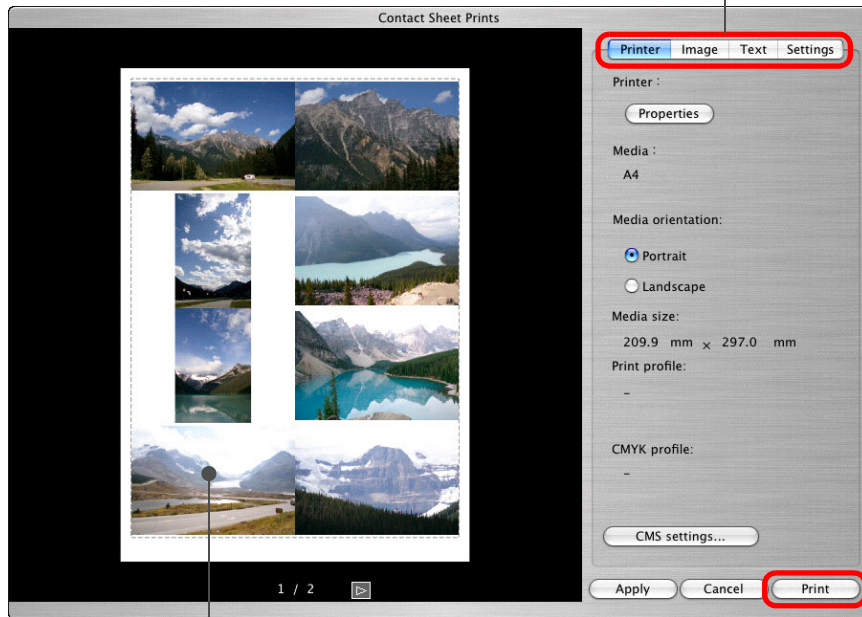 Contact Sheet Prints
Printer Image Text Settings
Printer :
Properties
Media :
A4
Media orientation:
Portrait
Landscape
Media size:
209.9 mm × 297.0 mm
Print profile:
–
CMYK profile:
–
CMS settings...
1 / 2
Apply Cancel Print